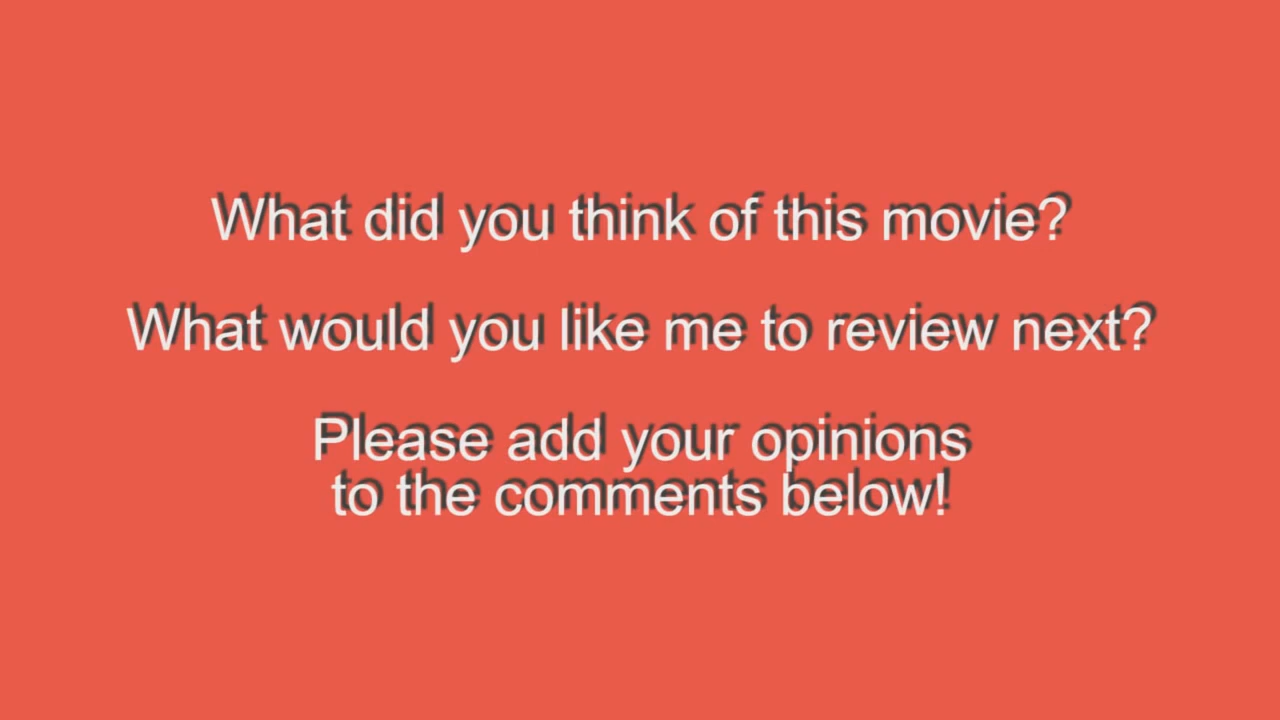 What did you think of this movie?
What would you like me to review next?
Please add your opinions
to the comments below!